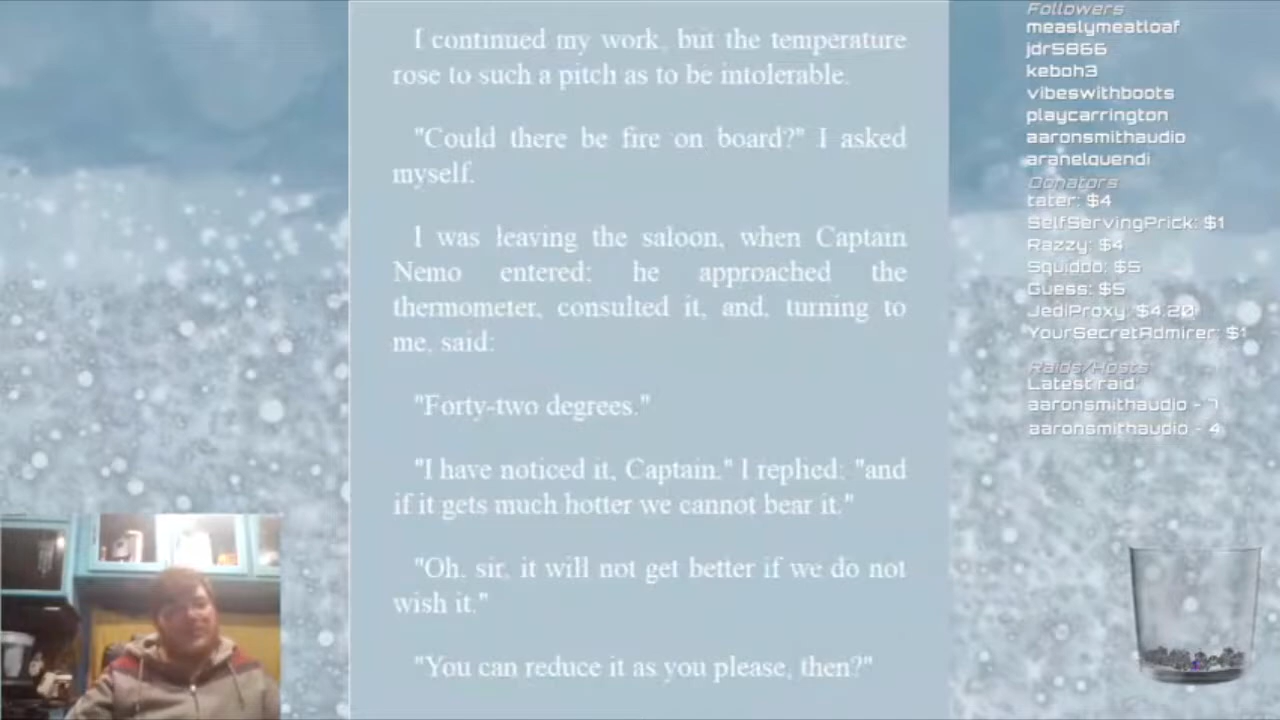 I continued my work, but the temperature
rose to such a pitch as to be intolerable.
"Could there be fire on board?" I asked
myself.
I was leaving the saloon, when Captain
Nemo entered; he approached the
thermometer, consulted it, and, turning to
me, said:
"Forty-two degrees."
"I have noticed it, Captain," I replied; "and
if it gets much hotter we cannot bear it."
"Oh, sir, it will not get better if we do not
wish it."
"You can reduce it as you please, then?"
Followers
measlymeatloaf
jdr5866
keboh3
vibeswithboots
playcarrington
aaronsmithaudio
aranelquendi
Donators
tater: $4
SelfServingPrick: $1
Razzy: $4
Squidoo: $5
Guess: $5
JediProxy: $4.20
YourSecretAdmirer: $1
Raids/Hosts
Latest raid
aaronsmithaudio - 7
aaronsmithaudio - 4